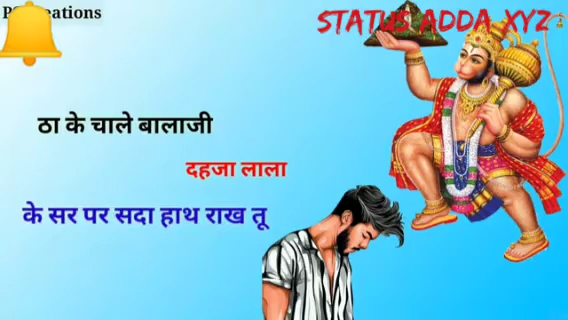 STATUS ADDA XYZ
ठा के चाले बालाजी
दहजा लाला
के सर पर सदा हाथ राख तू